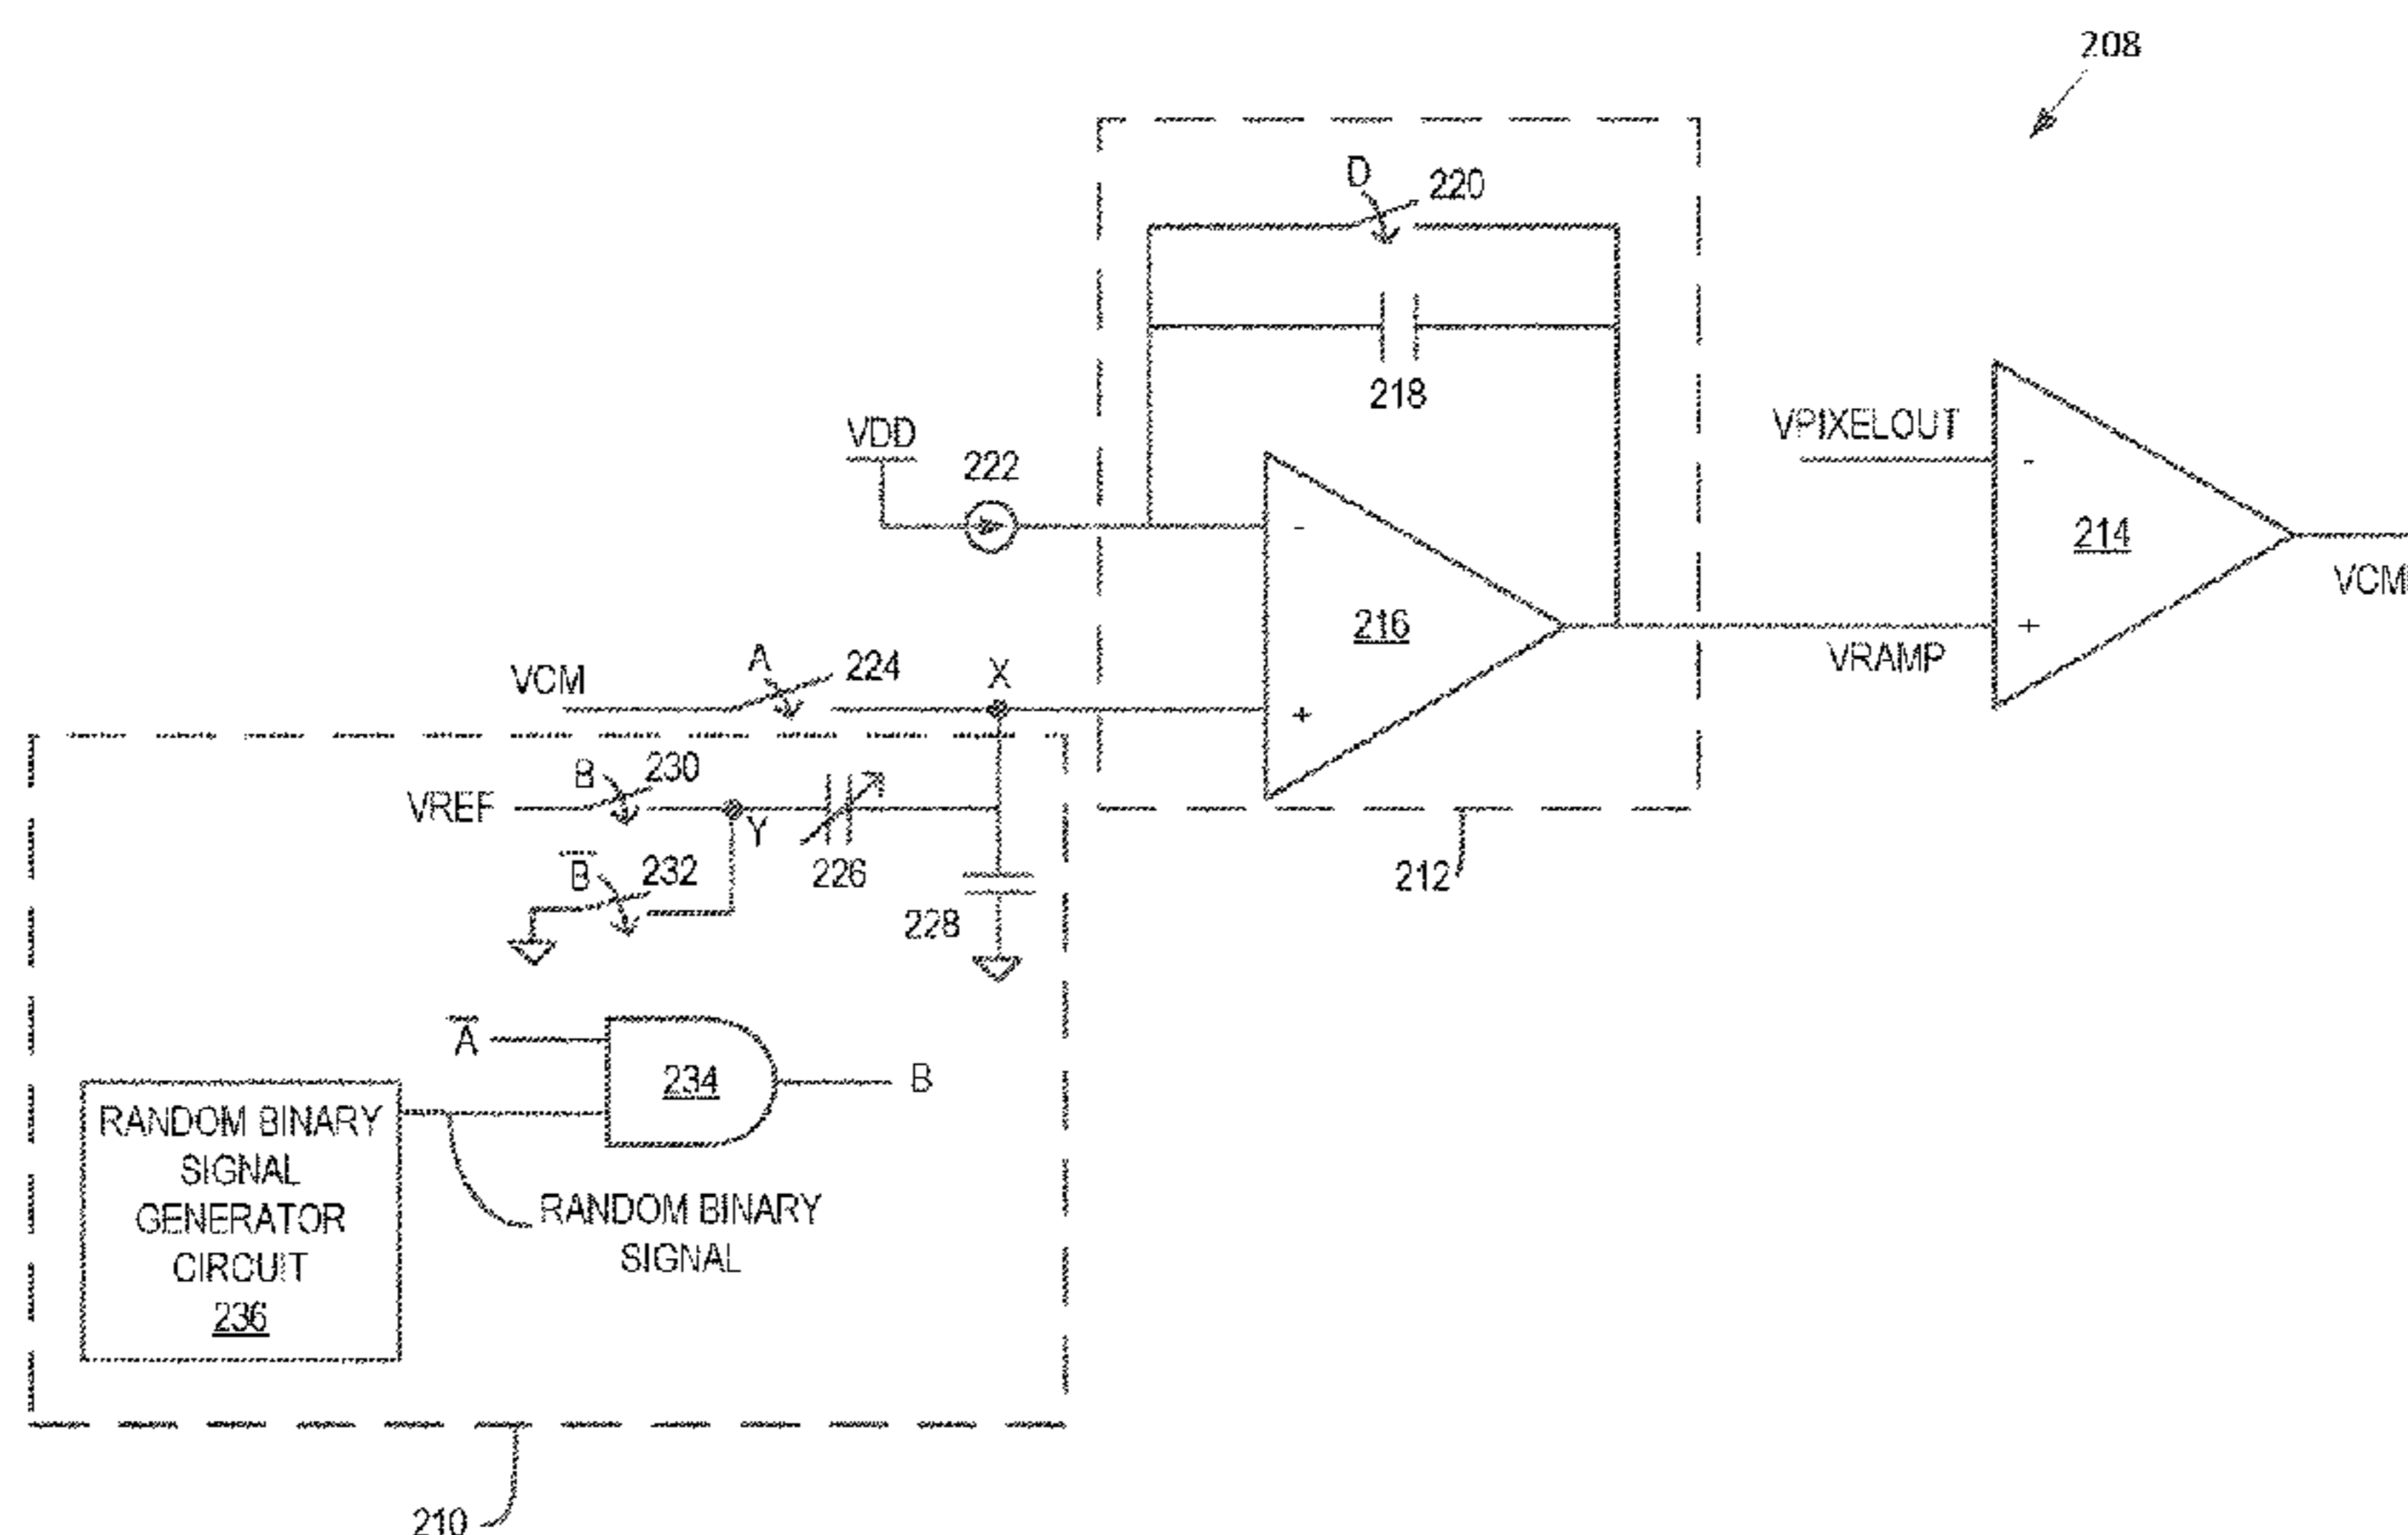 208
D
220
218
VDD
222
VPIXELOUT
-
214
-
216
VCM
A
224
X
+
VRAMP
+
VREF
B
230
Y
226
B̅
232
228
212
A̅
234
B
RANDOM BINARY
SIGNAL
GENERATOR
CIRCUIT
236
RANDOM BINARY
SIGNAL
210